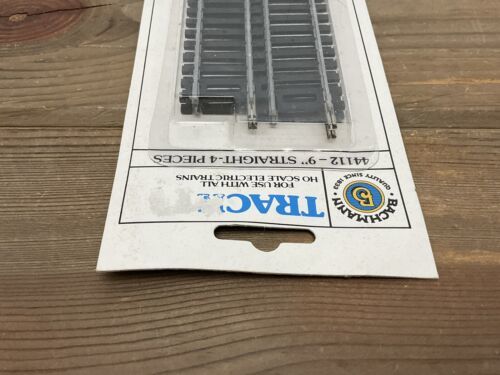 TRAC
FOR USE WITH ALL
HO SCALE ELECTRIC TRAINS
BACHMANN
QUALITY SINCE 1833
B
44112 – 9" STRAIGHT-4 PIECES